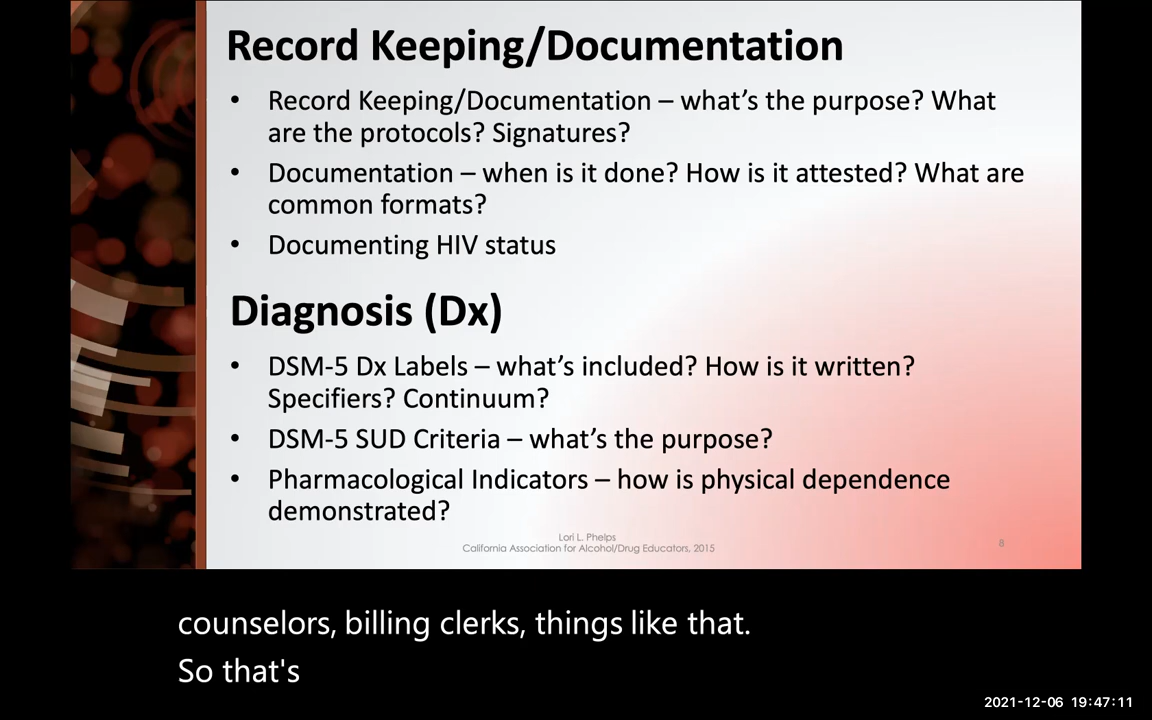 Record Keeping/Documentation
• Record Keeping/Documentation – what’s the purpose? What
are the protocols? Signatures?
• Documentation – when is it done? How is it attested? What are
common formats?
• Documenting HIV status
Diagnosis (Dx)
• DSM-5 Dx Labels – what’s included? How is it written?
Specifiers? Continuum?
• DSM-5 SUD Criteria – what’s the purpose?
• Pharmacological Indicators – how is physical dependence
demonstrated?
Lori L. Phelps
California Association for Alcohol/Drug Educators, 2015
8
counselors, billing clerks, things like that.
So that's
2021-12-06 19:47:11